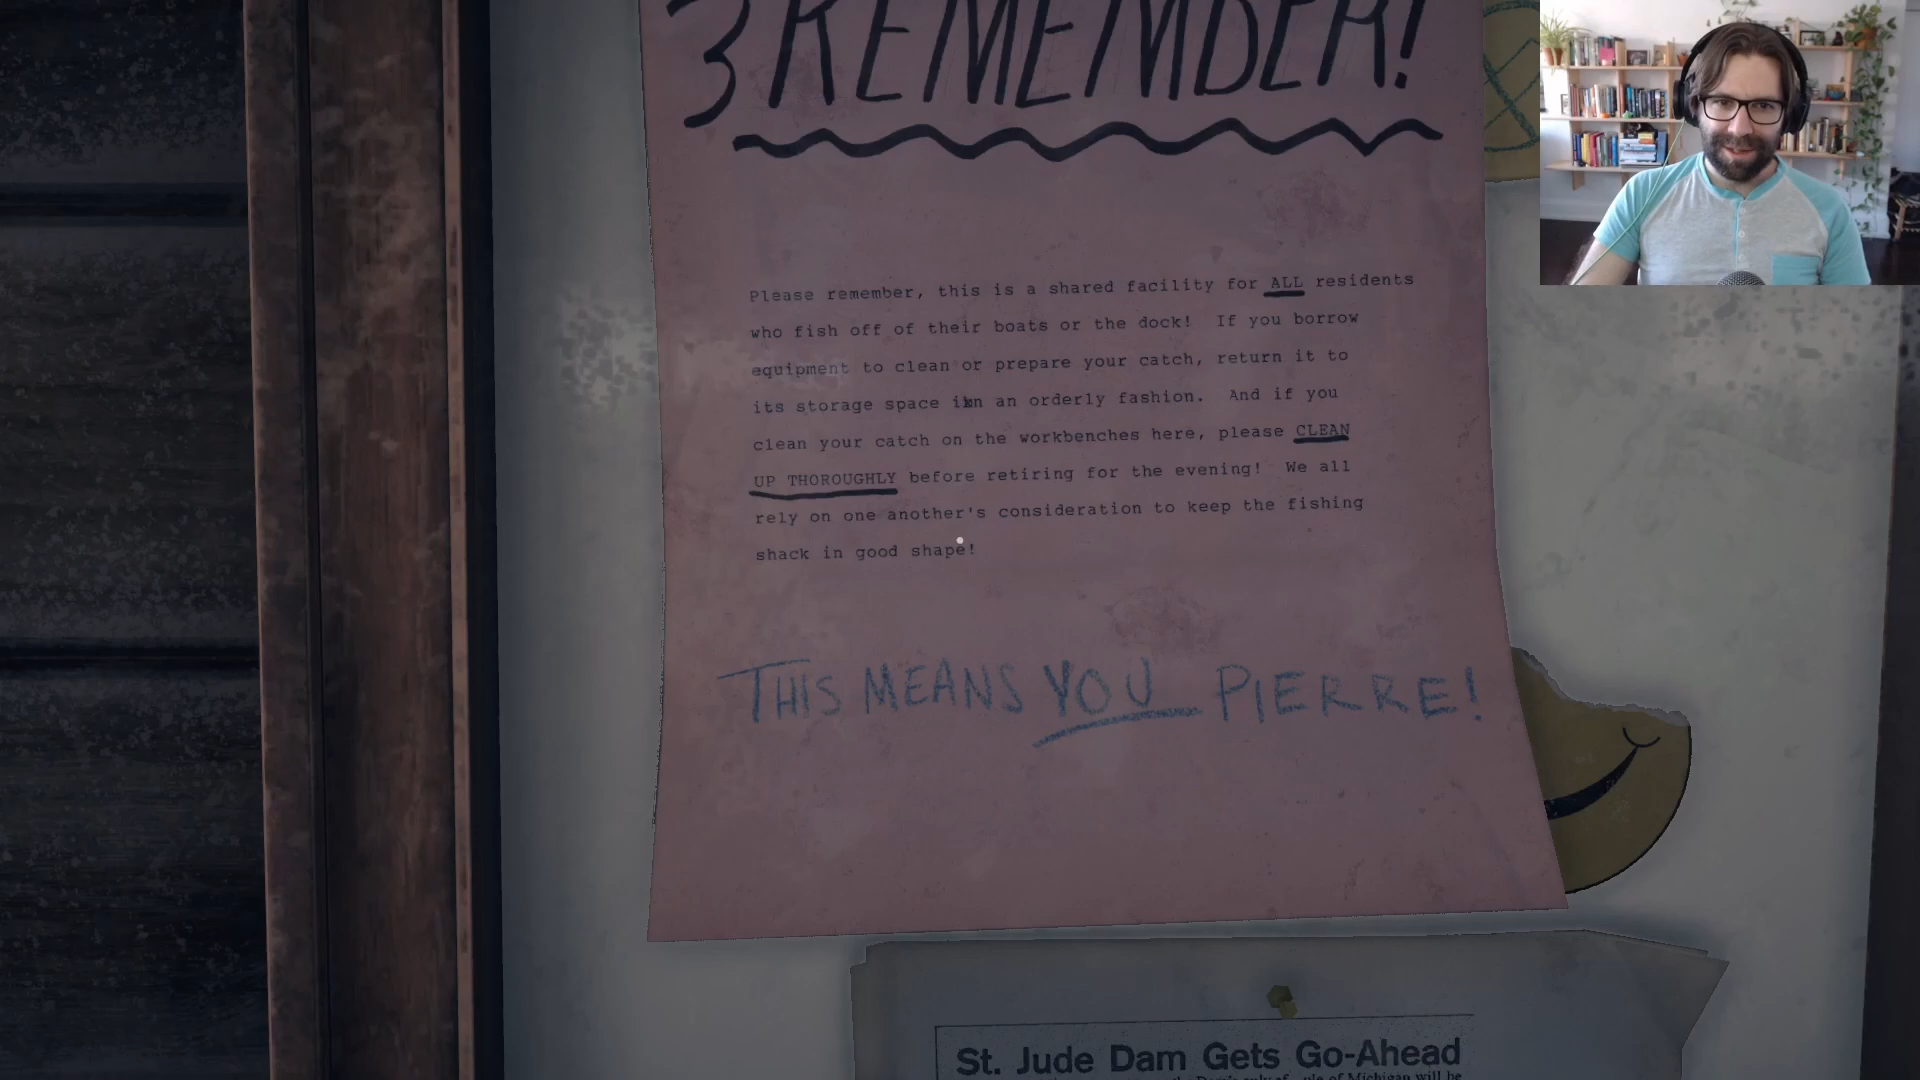 REMEMBER!
Please remember, this is a shared facility for ALL residents
who fish off of their boats or the dock! If you borrow
equipment to clean or prepare your catch, return it to
its storage space in an orderly fashion. And if you
clean your catch on the workbenches here, please CLEAN
UP THOROUGHLY before retiring for the evening! We all
rely on one another's consideration to keep the fishing
shack in good shape!
THIS MEANS YOU PIERRE!
St. Jude Dam Gets Go-Ahead
of Michigan will be